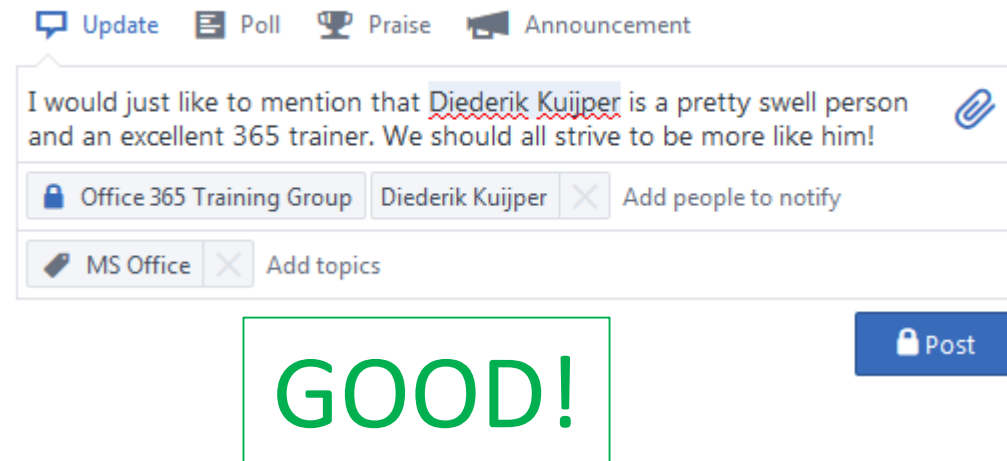 Update Poll Praise Announcement
I would just like to mention that Diederik Kuijper is a pretty swell person
and an excellent 365 trainer. We should all strive to be more like him!
Office 365 Training Group Diederik Kuijper Add people to notify
MS Office Add topics
Post
GOOD!